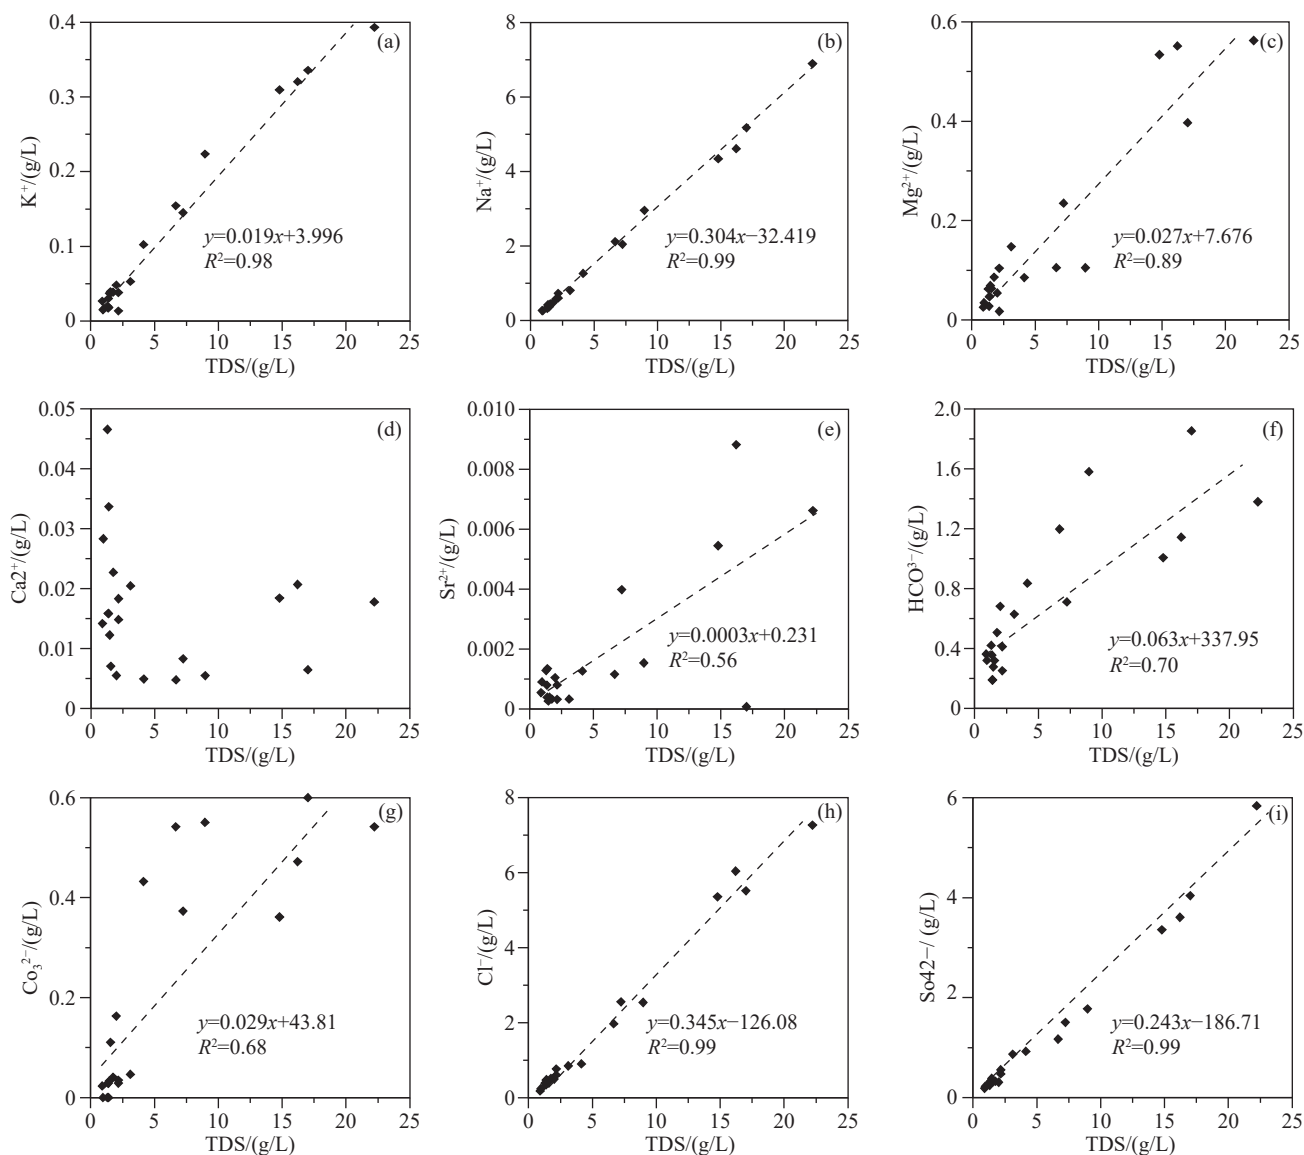 (a)
K⁺/(g/L)
0.4
0.3
0.2
0.1
0
y=0.019x+3.996
R²=0.98
0 5 10 15 20 25
TDS/(g/L)
(b)
Na⁺/(g/L)
8
6
4
2
0
y=0.304x−32.419
R²=0.99
0 5 10 15 20 25
TDS/(g/L)
(c)
Mg²⁺/(g/L)
0.6
0.6
0.2
0
y=0.027x+7.676
R²=0.89
0 5 10 15 20 25
TDS/(g/L)
(d)
Ca2⁺/(g/L)
0.05
0.04
0.03
0.02
0.01
0
0 5 10 15 20 25
TDS/(g/L)
(e)
Sr²⁺/(g/L)
0.010
0.008
0.006
0.004
0.002
0
y=0.0003x+0.231
R²=0.56
0 5 10 15 20 25
TDS/(g/L)
(f)
HCO³⁻/(g/L)
2.0
1.6
1.2
0.8
0.4
0
y=0.063x+337.95
R²=0.70
0 5 10 15 20 25
TDS/(g/L)
(g)
Co₃²⁻/(g/L)
0.6
0.4
0.2
0
y=0.029x+43.81
R²=0.68
0 5 10 15 20 25
TDS/(g/L)
(h)
Cl⁻/(g/L)
8
6
4
2
0
y=0.345x−126.08
R²=0.99
0 5 10 15 20 25
TDS/(g/L)
(i)
So42−/ (g/L)
6
4
2
0
y=0.243x−186.71
R²=0.99
0 5 10 15 20 25
TDS/(g/L)